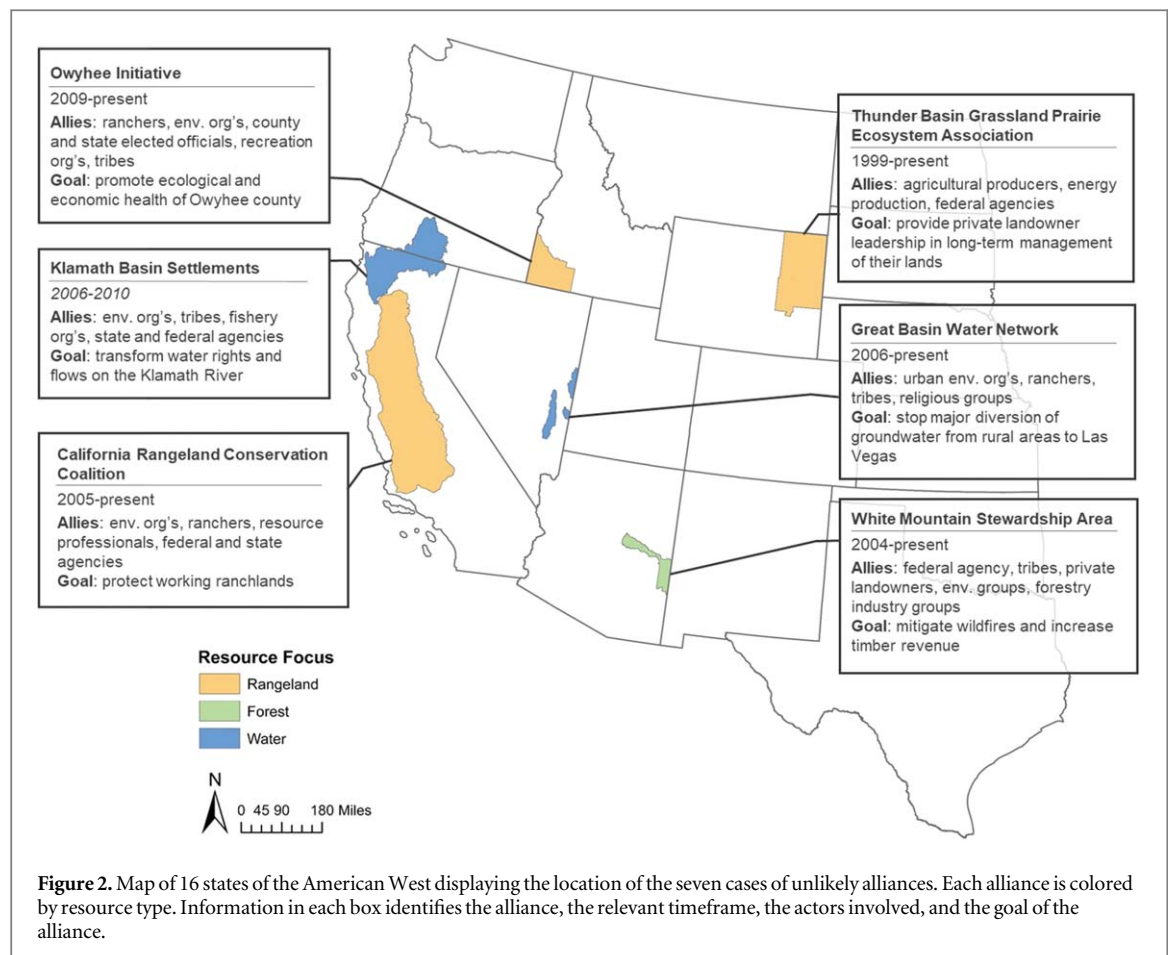 Owyhee Initiative
2009-present
Allies: ranchers, env. org's, county
and state elected officials, recreation
org's, tribes
Goal: promote ecological and
economic health of Owyhee county
Klamath Basin Settlements
2006-2010
Allies: env. org's, tribes, fishery
org's, state and federal agencies
Goal: transform water rights and
flows on the Klamath River
California Rangeland Conservation
Coalition
2005-present
Allies: env. org's, ranchers, resource
professionals, federal and state
agencies
Goal: protect working ranchlands
Thunder Basin Grassland Prairie
Ecosystem Association
1999-present
Allies: agricultural producers, energy
production, federal agencies
Goal: provide private landowner
leadership in long-term management
of their lands
Great Basin Water Network
2006-present
Allies: urban env. org's, ranchers,
tribes, religious groups
Goal: stop major diversion of
groundwater from rural areas to Las
Vegas
White Mountain Stewardship Area
2004-present
Allies: federal agency, tribes, private
landowners, env. groups, forestry
industry groups
Goal: mitigate wildfires and increase
timber revenue
Resource Focus
Rangeland
Forest
Water
N
0 45 90 180 Miles
Figure 2. Map of 16 states of the American West displaying the location of the seven cases of unlikely alliances. Each alliance is colored
by resource type. Information in each box identifies the alliance, the relevant timeframe, the actors involved, and the goal of the
alliance.